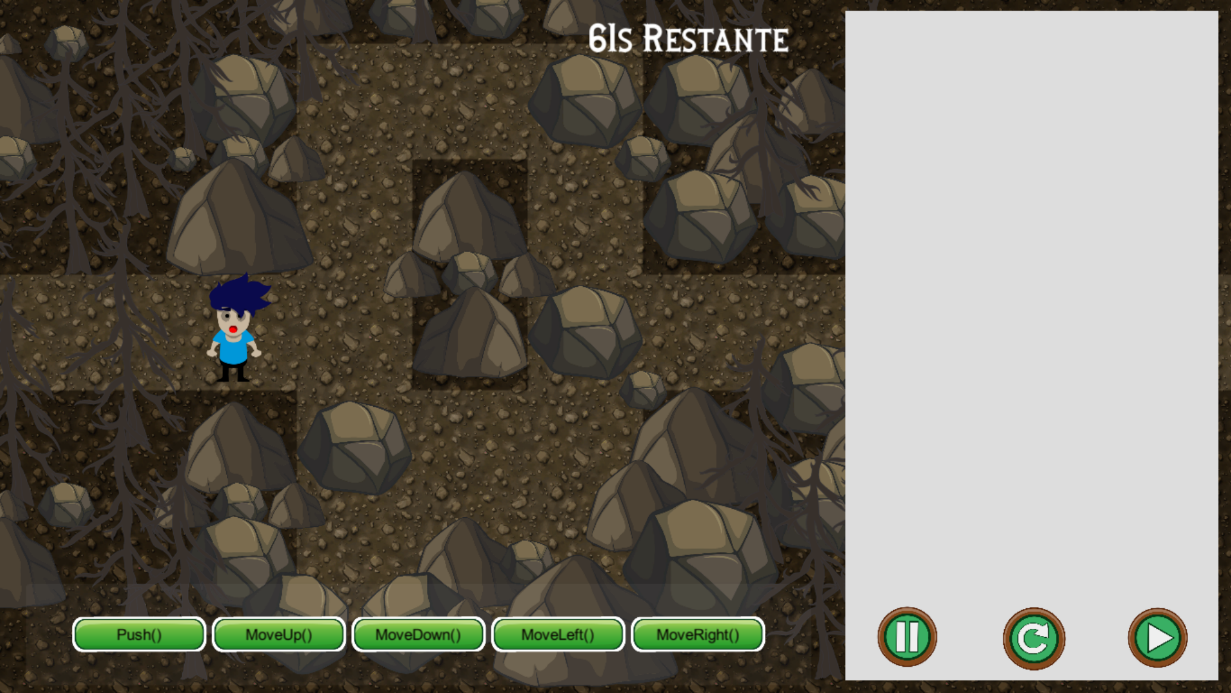 61s Restante
Push()
MoveUp()
MoveDown()
MoveLeft()
MoveRight()